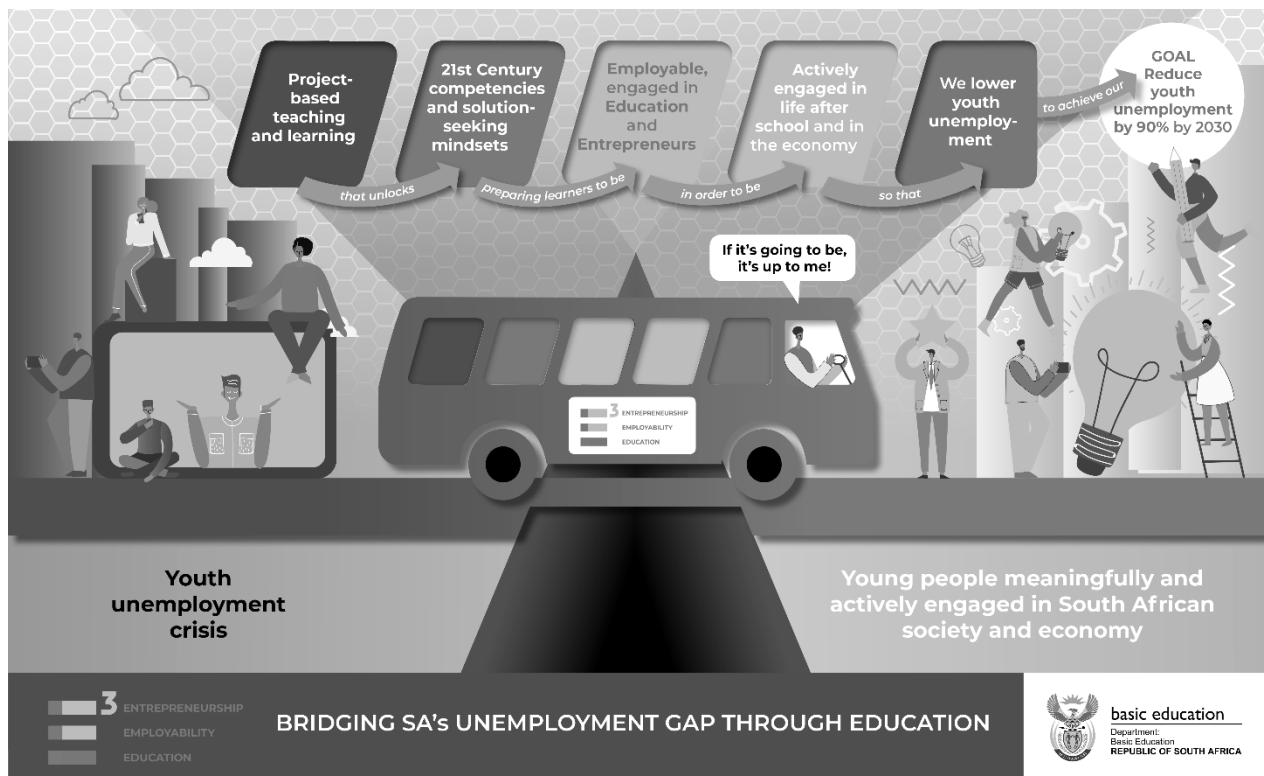 Project-
based
teaching
and learning
that unlocks
21st Century
competencies
and solution-
seeking
mindsets
preparing learners to be
Employable,
engaged in
Education
and
Entrepreneurs
in order to be
Actively
engaged in
life after
school and in
the economy
so that
We lower
youth
unemploy-
ment
to achieve our
GOAL
Reduce
youth
unemployment
by 90% by 2030
If it's going to be,
it's up to me!
3 ENTREPRENEURSHIP
EMPLOYABILITY
EDUCATION
Youth
unemployment
crisis
Young people meaningfully and
actively engaged in South African
society and economy
3 ENTREPRENEURSHIP
EMPLOYABILITY
EDUCATION
BRIDGING SA's UNEMPLOYMENT GAP THROUGH EDUCATION
basic education
Department:
Basic Education
REPUBLIC OF SOUTH AFRICA